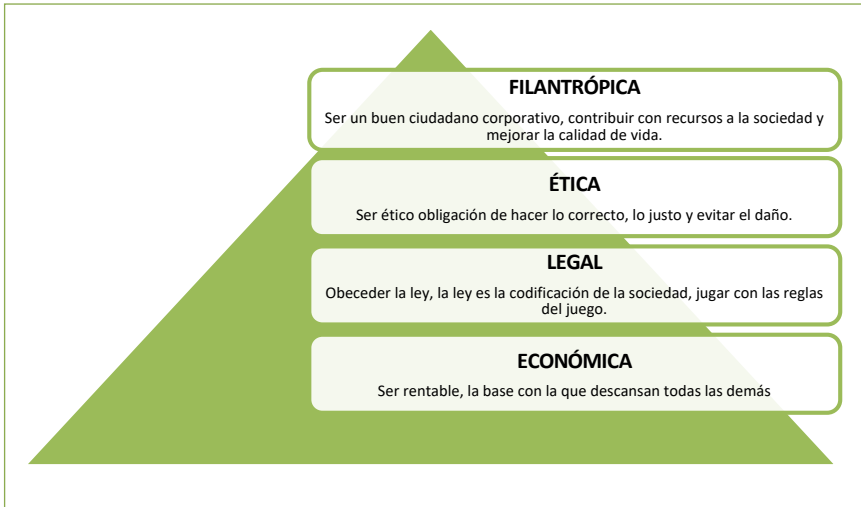 FILANTRÓPICA
Ser un buen ciudadano corporativo, contribuir con recursos a la sociedad y
mejorar la calidad de vida.
ÉTICA
Ser ético obligación de hacer lo correcto, lo justo y evitar el daño.
LEGAL
Obeceder la ley, la ley es la codificación de la sociedad, jugar con las reglas
del juego.
ECONÓMICA
Ser rentable, la base con la que descansan todas las demás